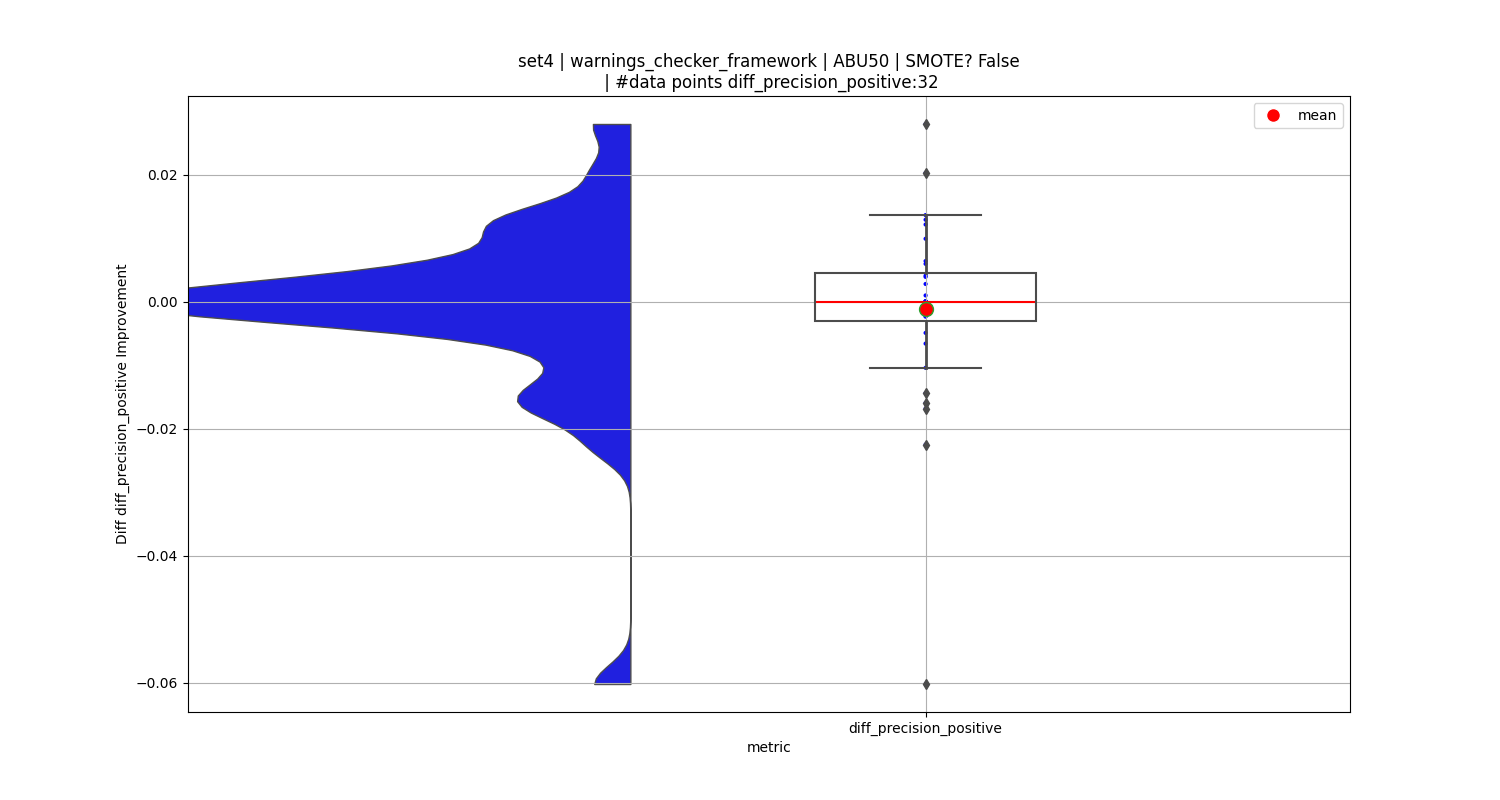 set4 | warnings_checker_framework | ABU50 | SMOTE? False
| #data points diff_precision_positive:32
mean
0.02
0.00
−0.02
−0.04
−0.06
Diff diff_precision_positive Improvement
diff_precision_positive
metric